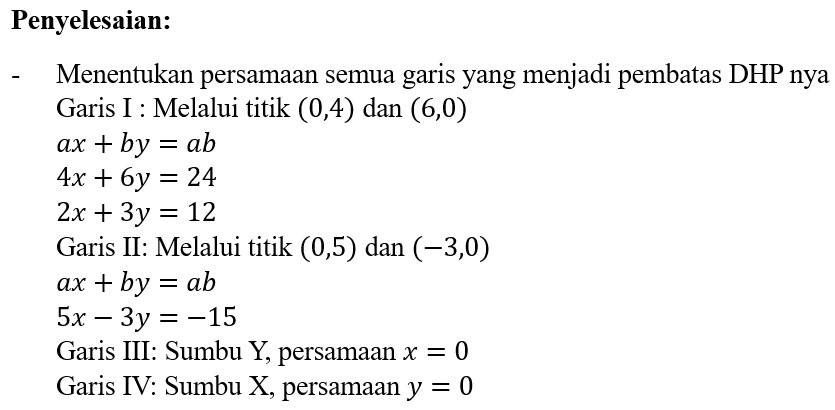 Penyelesaian:
- Menentukan persamaan semua garis yang menjadi pembatas DHP nya
Garis I : Melalui titik (0,4) dan (6,0)
ax + by = ab
4x + 6y = 24
2x + 3y = 12
Garis II: Melalui titik (0,5) dan (−3,0)
ax + by = ab
5x − 3y = −15
Garis III: Sumbu Y, persamaan x = 0
Garis IV: Sumbu X, persamaan y = 0